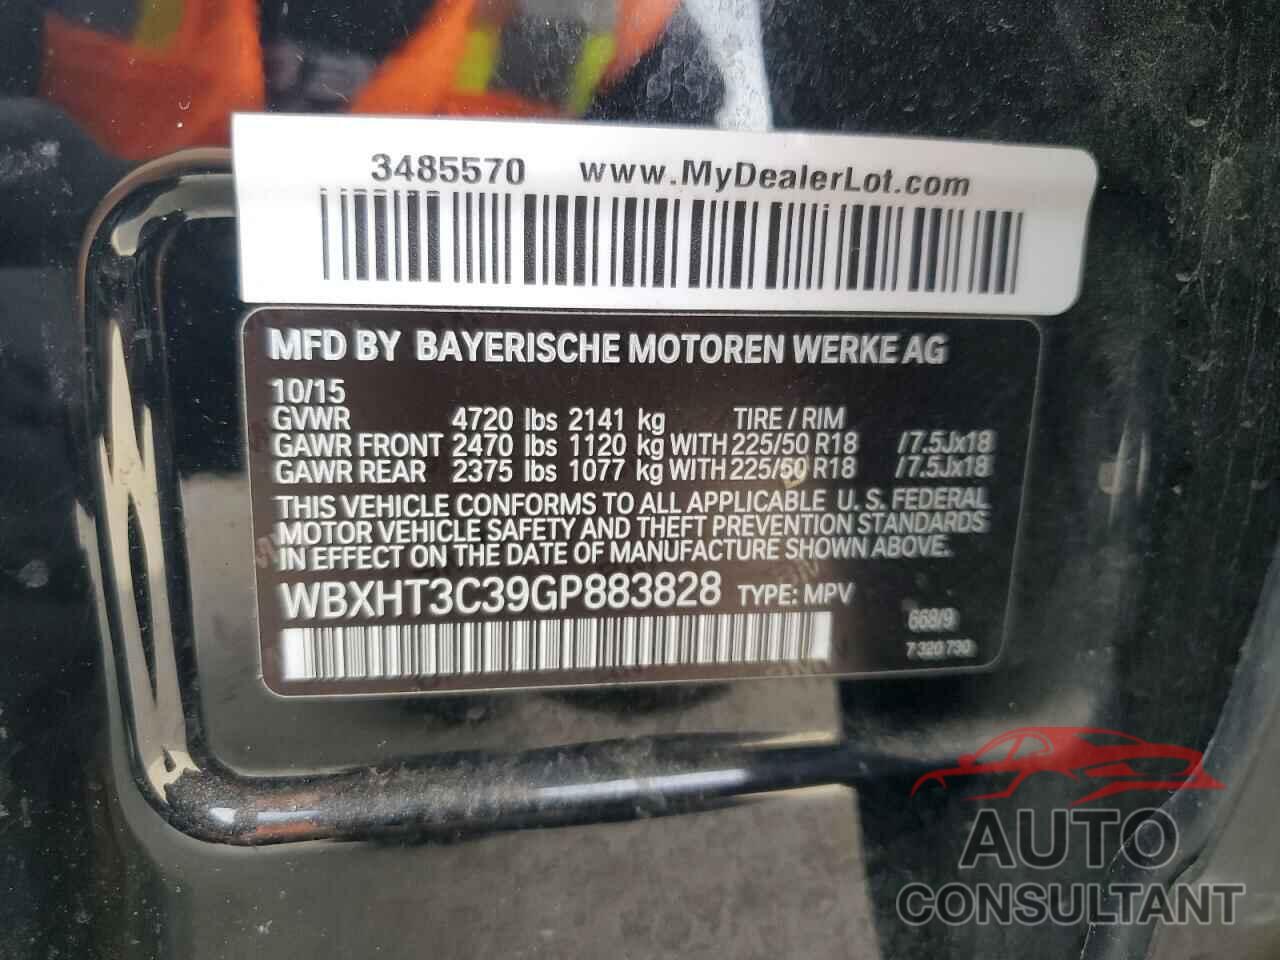 3485570 www.MyDealerLot.com
MFD BY BAYERISCHE MOTOREN WERKE AG
10/15
GVWR 4720 lbs 2141 kg TIRE / RIM
GAWR FRONT 2470 lbs 1120 kg WITH 225/50 R18 /7.5Jx18
GAWR REAR 2375 lbs 1077 kg WITH 225/50 R18 /7.5Jx18
THIS VEHICLE CONFORMS TO ALL APPLICABLE U. S. FEDERAL
MOTOR VEHICLE SAFETY AND THEFT PREVENTION STANDARDS
IN EFFECT ON THE DATE OF MANUFACTURE SHOWN ABOVE.
WBXHT3C39GP883828 TYPE: MPV
668/9
7 320 730
AUTO
CONSULTANT